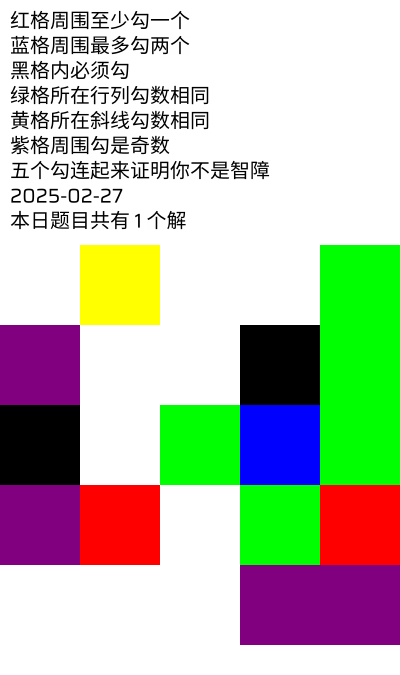 红格周围至少勾一个
蓝格周围最多勾两个
黑格内必须勾
绿格所在行列勾数相同
黄格所在斜线勾数相同
紫格周围勾是奇数
五个勾连起来证明你不是智障
2025-02-27
本日题目共有1个解